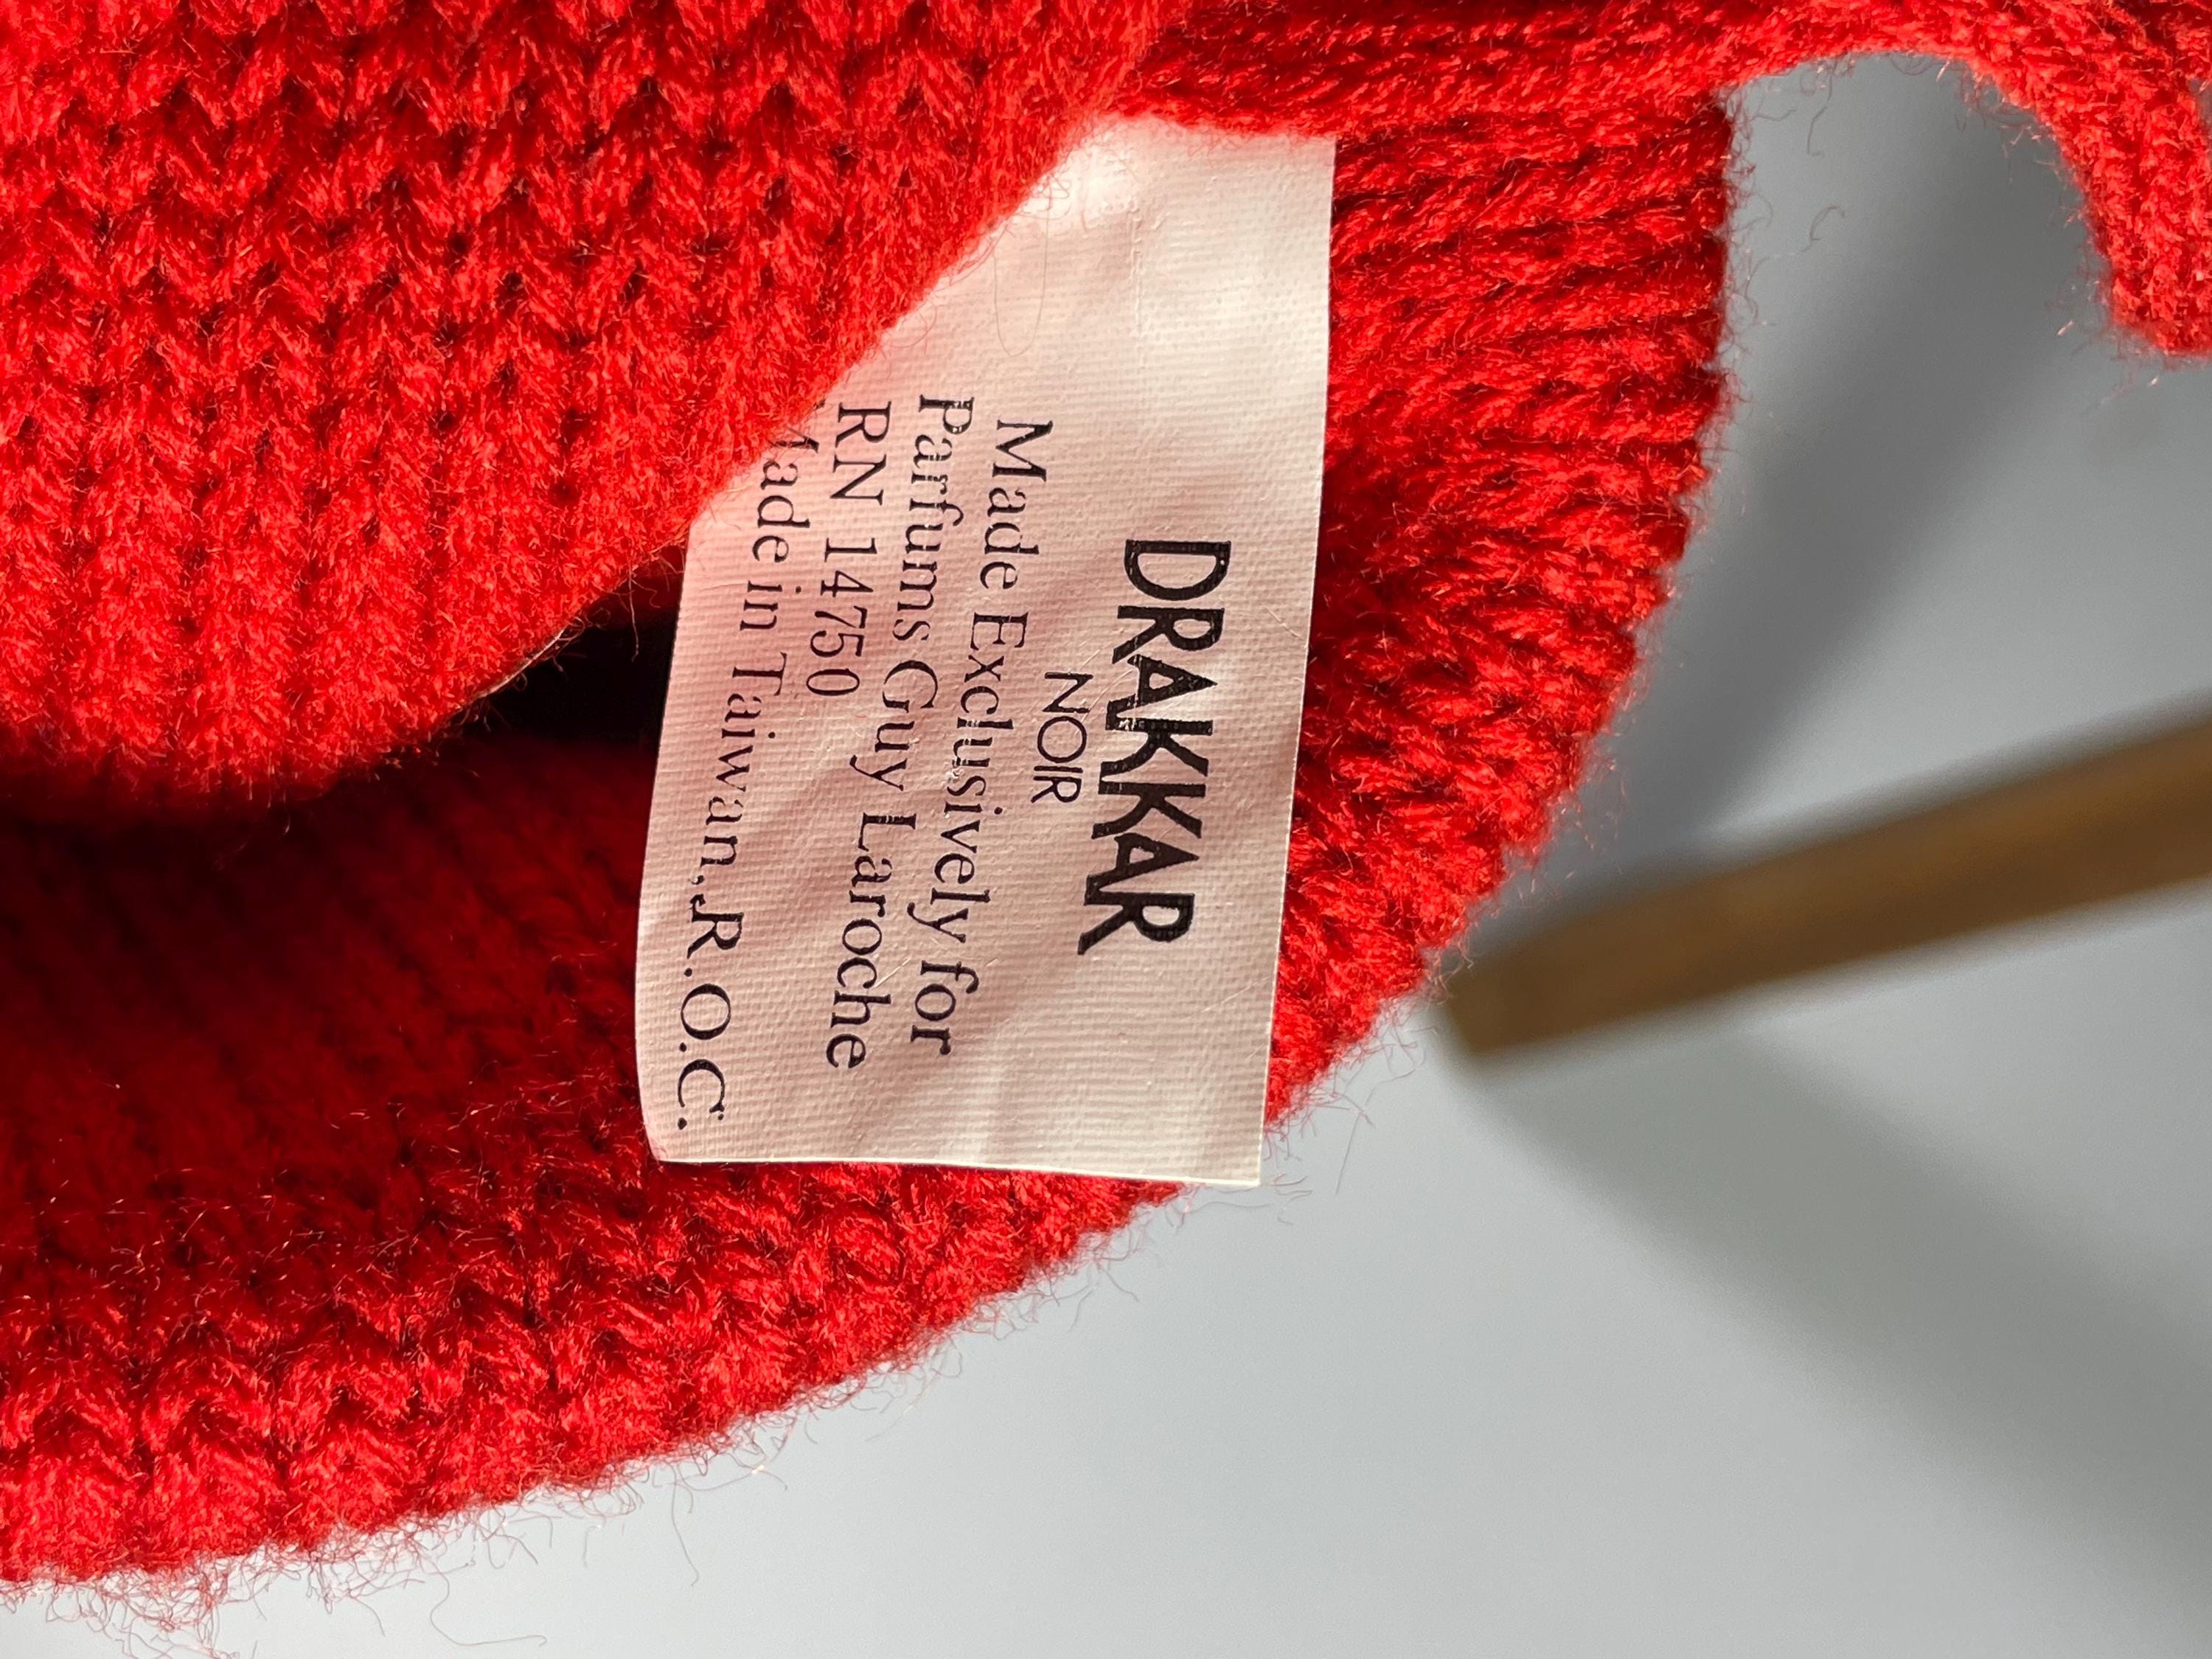 DRAKKAR
NOIR
Made Exclusively for
Parfums Guy Laroche
RN 14750
Made in Taiwan.,R.O.C.